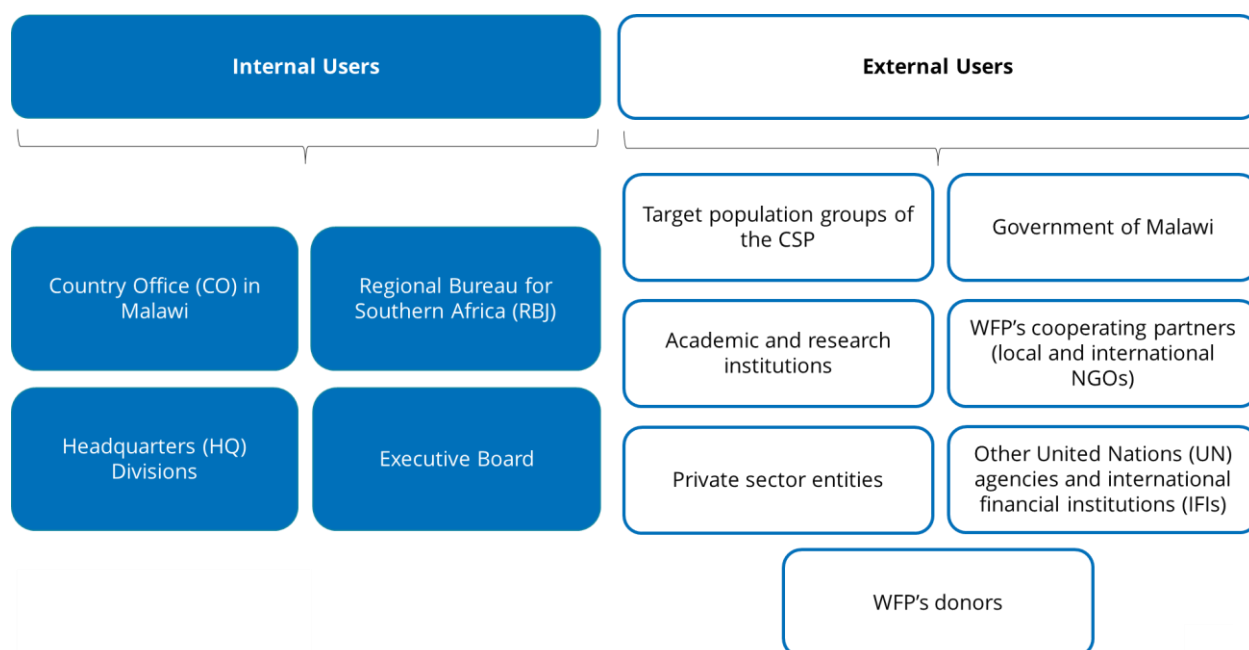 Internal Users
External Users
Country Office (CO) in
Malawi
Regional Bureau for
Southern Africa (RBJ)
Headquarters (HQ)
Divisions
Executive Board
Target population groups of
the CSP
Government of Malawi
Academic and research
institutions
WFP's cooperating partners
(local and international
NGOs)
Private sector entities
Other United Nations (UN)
agencies and international
financial institutions (IFIs)
WFP's donors